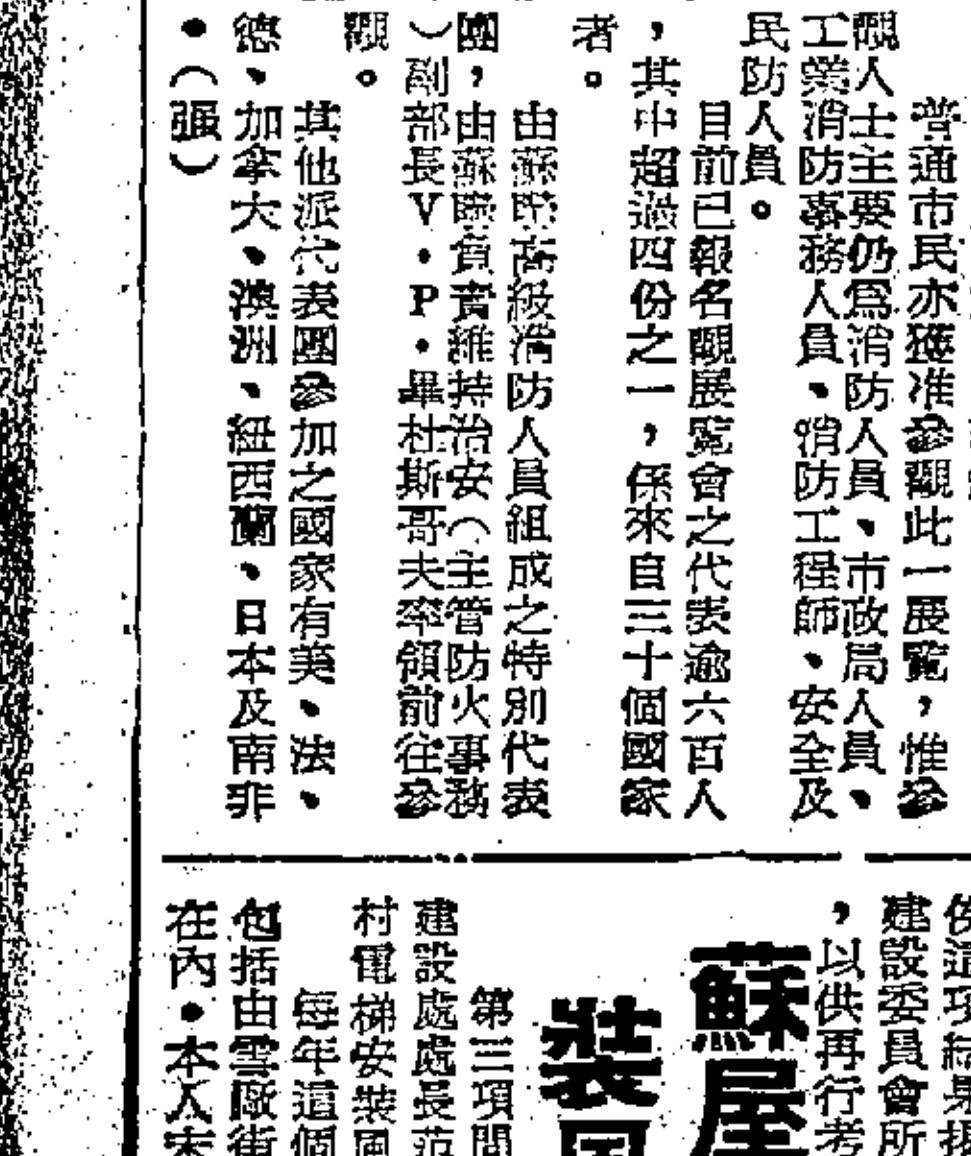 普通市民亦獲准參觀此一展覽，惟參
觀人士主要仍爲消防人員、市政局人員、
工業消防事務人員、消防工程師、安全及
民防人員。
目前已報名觀展覽會之代表逾六百人
，其中超過四份之一，係來自三十個國家
者。
由蘇聯高級消防人員組成之特別代表
團，由蘇聯負責維持治安（主管防火事務
）副部長V・P・畢杜斯哥夫率領前往參
觀。
其他派代表團參加之國家有美、法、
德、加拿大、澳洲、紐西蘭、日本及南非
・（張）
建設委員會所
，以供再行考
蘇屋
裝
第三項問
建設處處長范
村電梯安裝風
每年這個
包括由雲廠街
在內・本人未